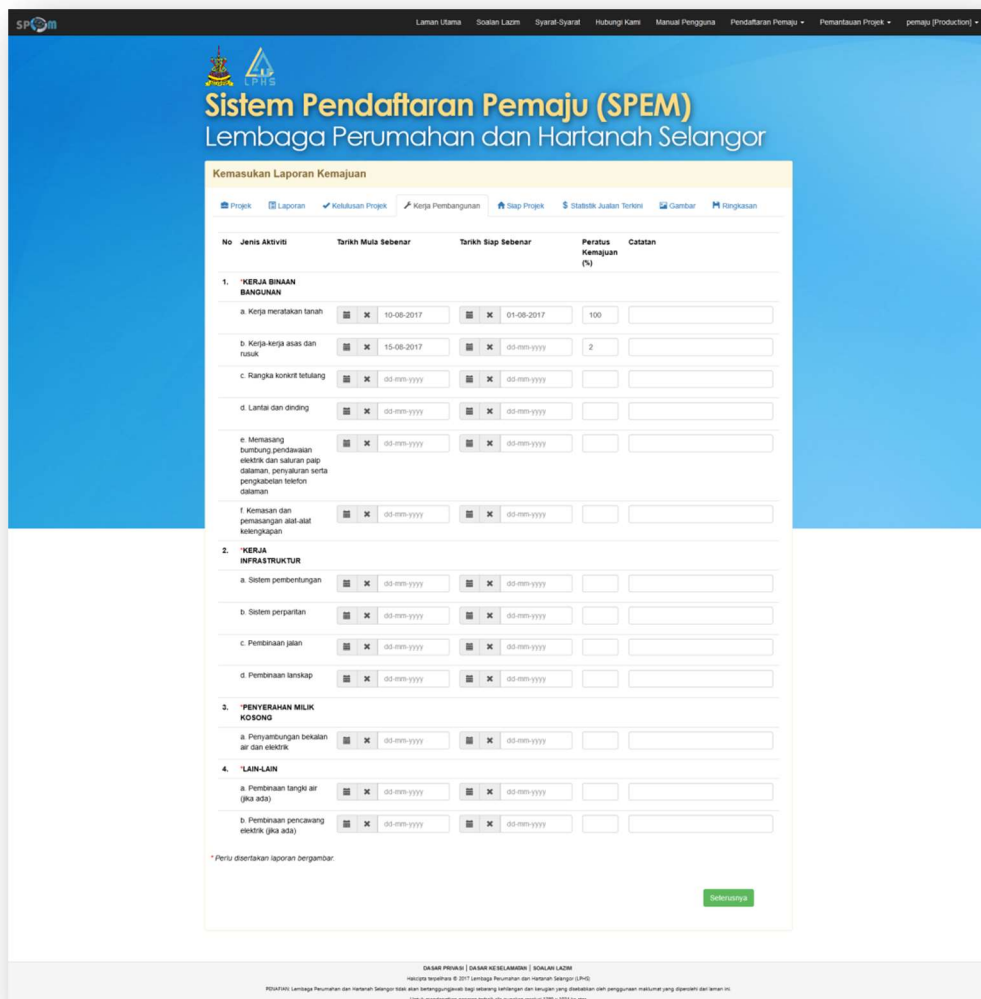 SPEM
Laman Utama Soalan Lazim Syarat-Syarat Hubungi Kami Manual Pengguna Pendaftaran Pemaju Pemantauan Projek pemaju [Production]
LPHS
Sistem Pendaftaran Pemaju (SPEM)
Lembaga Perumahan dan Hartanah Selangor
Kemasukan Laporan Kemajuan
Projek Laporan Kelulusan Projek Kerja Pembangunan Siap Projek $ Statistik Jualan Terkini Gambar Ringkasan
No Jenis Aktiviti Tarikh Mula Sebenar Tarikh Siap Sebenar Peratus Catatan
Kemajuan
(%)
1. *KERJA BINAAN
BANGUNAN
a. Kerja meratakan tanah 10-08-2017 01-08-2017 100
b. Kerja-kerja asas dan 15-08-2017 dd-mm-yyyy 2
rusuk
c. Rangka konkrit tetulang dd-mm-yyyy dd-mm-yyyy
d. Lantai dan dinding dd-mm-yyyy dd-mm-yyyy
e. Memasang dd-mm-yyyy dd-mm-yyyy
bumbung,pendawaian
elektrik dan saluran paip
dalaman, penyaluran serta
pengkabelan telefon
dalaman
f. Kemasan dan dd-mm-yyyy dd-mm-yyyy
pemasangan alat-alat
kelengkapan
2. *KERJA
INFRASTRUKTUR
a. Sistem pembentungan dd-mm-yyyy dd-mm-yyyy
b. Sistem perparitan dd-mm-yyyy dd-mm-yyyy
c. Pembinaan jalan dd-mm-yyyy dd-mm-yyyy
d. Pembinaan lanskap dd-mm-yyyy dd-mm-yyyy
3. *PENYERAHAN MILIK
KOSONG
a. Penyambungan bekalan dd-mm-yyyy dd-mm-yyyy
air dan elektrik
4. *LAIN-LAIN
a. Pembinaan tangki air dd-mm-yyyy dd-mm-yyyy
(jika ada)
b. Pembinaan pencawang dd-mm-yyyy dd-mm-yyyy
elektrik (jika ada)
* Perlu disertakan laporan bergambar.
Seterusnya
DASAR PRIVASI | DASAR KESELAMATAN | SOALAN LAZIM
Hakcipta terpelihara © 2017 Lembaga Perumahan dan Hartanah Selangor (LPHS)
PENAFIAN: Lembaga Perumahan dan Hartanah Selangor tidak akan bertanggungjawab bagi sebarang kehilangan dan kerugian yang disebabkan oleh penggunaan maklumat yang diperolehi dari laman ini